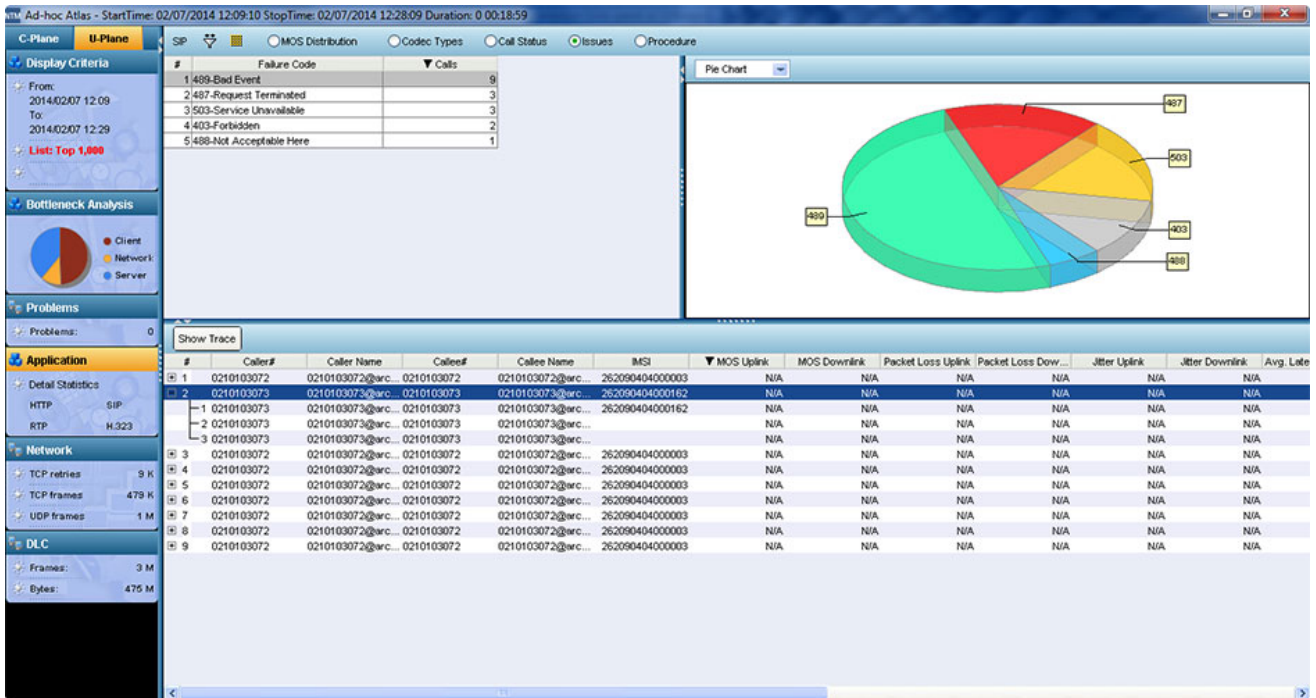 Ad-hoc Atlas - StartTime: 02/07/2014 12:09:10 StopTime: 02/07/2014 12:28:09 Duration: 0 00:18:59
C-Plane U-Plane
SIP MOS Distribution Codec Types Call Status Issues Procedure
Display Criteria
From:
2014/02/07 12:09
To:
2014/02/07 12:29
List: Top 1,000
Bottleneck Analysis
Client
Network
Server
Problems
Problems: 0
Application
Detail Statistics
HTTP SIP
RTP H.323
Network
TCP retries 9 K
TCP frames 479 K
UDP frames 1 M
DLC
Frames: 3 M
Bytes: 475 M
# Failure Code ▼ Calls
1 489-Bad Event 9
2 487-Request Terminated 3
3 503-Service Unavailable 3
4 403-Forbidden 2
5 488-Not Acceptable Here 1
Pie Chart
487
503
489
403
488
Show Trace
# Caller# Caller Name Callee# Callee Name IMSI ▼ MOS Uplink MOS Downlink Packet Loss Uplink Packet Loss Dow... Jitter Uplink Jitter Downlink Avg. Late
1 0210103072 0210103072@arc... 0210103072 0210103072@arc... 262090404000003 N/A N/A N/A N/A N/A N/A
2 0210103073 0210103073@arc... 0210103073 0210103073@arc... 262090404000162 N/A N/A N/A N/A N/A N/A
1 0210103073 0210103073@arc... 0210103073 0210103073@arc... 262090404000162 N/A N/A N/A N/A N/A N/A
2 0210103073 0210103073@arc... 0210103073 0210103073@arc... N/A N/A N/A N/A N/A N/A
3 0210103073 0210103073@arc... 0210103073 0210103073@arc... N/A N/A N/A N/A N/A N/A
3 0210103072 0210103072@arc... 0210103072 0210103072@arc... 262090404000003 N/A N/A N/A N/A N/A N/A
4 0210103072 0210103072@arc... 0210103072 0210103072@arc... 262090404000003 N/A N/A N/A N/A N/A N/A
5 0210103072 0210103072@arc... 0210103072 0210103072@arc... 262090404000003 N/A N/A N/A N/A N/A N/A
6 0210103072 0210103072@arc... 0210103072 0210103072@arc... 262090404000003 N/A N/A N/A N/A N/A N/A
7 0210103072 0210103072@arc... 0210103072 0210103072@arc... 262090404000003 N/A N/A N/A N/A N/A N/A
8 0210103072 0210103072@arc... 0210103072 0210103072@arc... 262090404000003 N/A N/A N/A N/A N/A N/A
9 0210103072 0210103072@arc... 0210103072 0210103072@arc... 262090404000003 N/A N/A N/A N/A N/A N/A